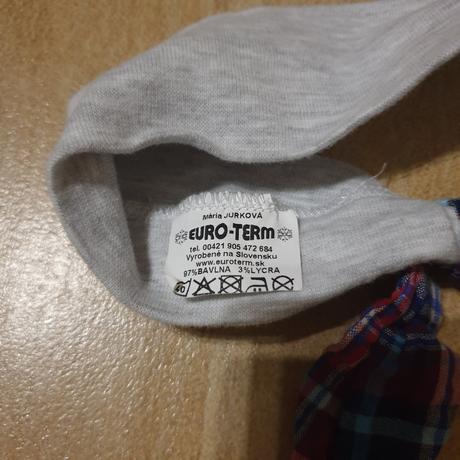 Mária JURKOVÁ
EURO-TERM
tel. 00421 905 472 684
Vyrobené na Slovensku
www.euroterm.sk
97%BAVLNA 3%LYCRA
40